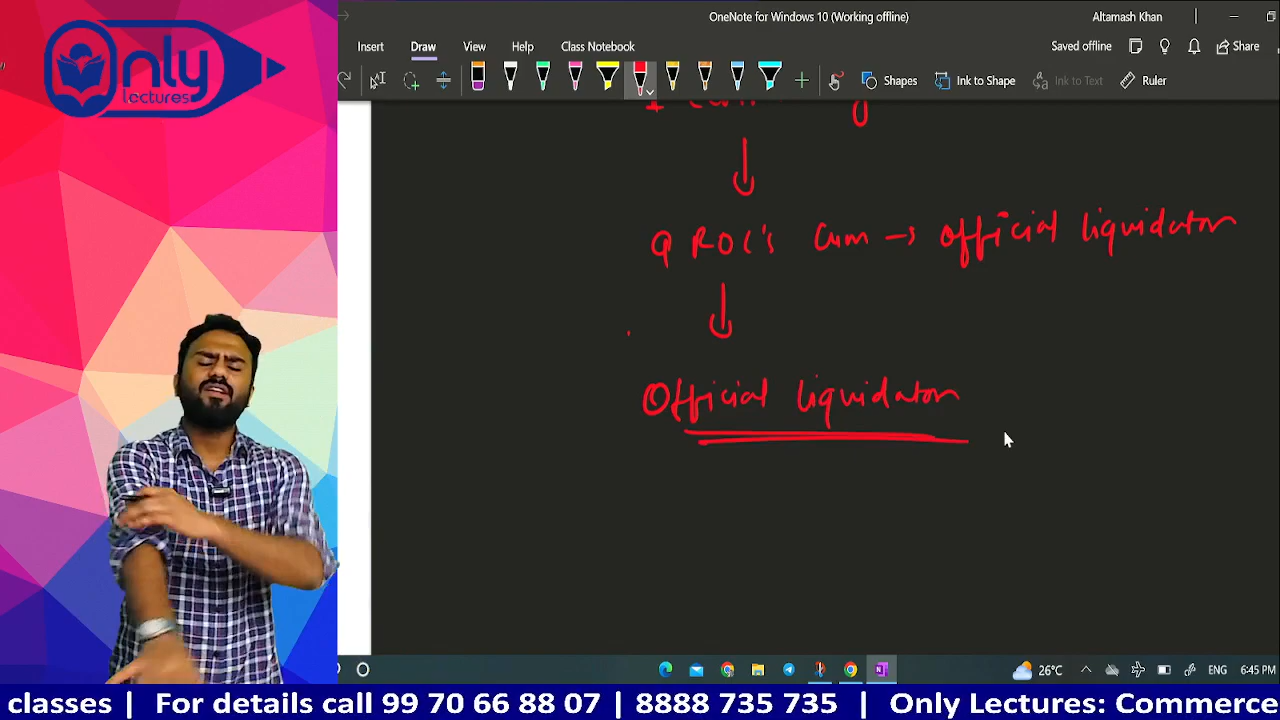 OneNote for Windows 10 (Working offline)
Altamash Khan
Only
lectures
Insert Draw View Help Class Notebook
Saved offline
Share
Shapes Ink to Shape Ink to Text Ruler
9 ROC's Cum → Official liquidator
Official liquidator
26°C ENG 6:45 PM
classes | For details call 99 70 66 88 07 | 8888 735 735 | Only Lectures: Commerce